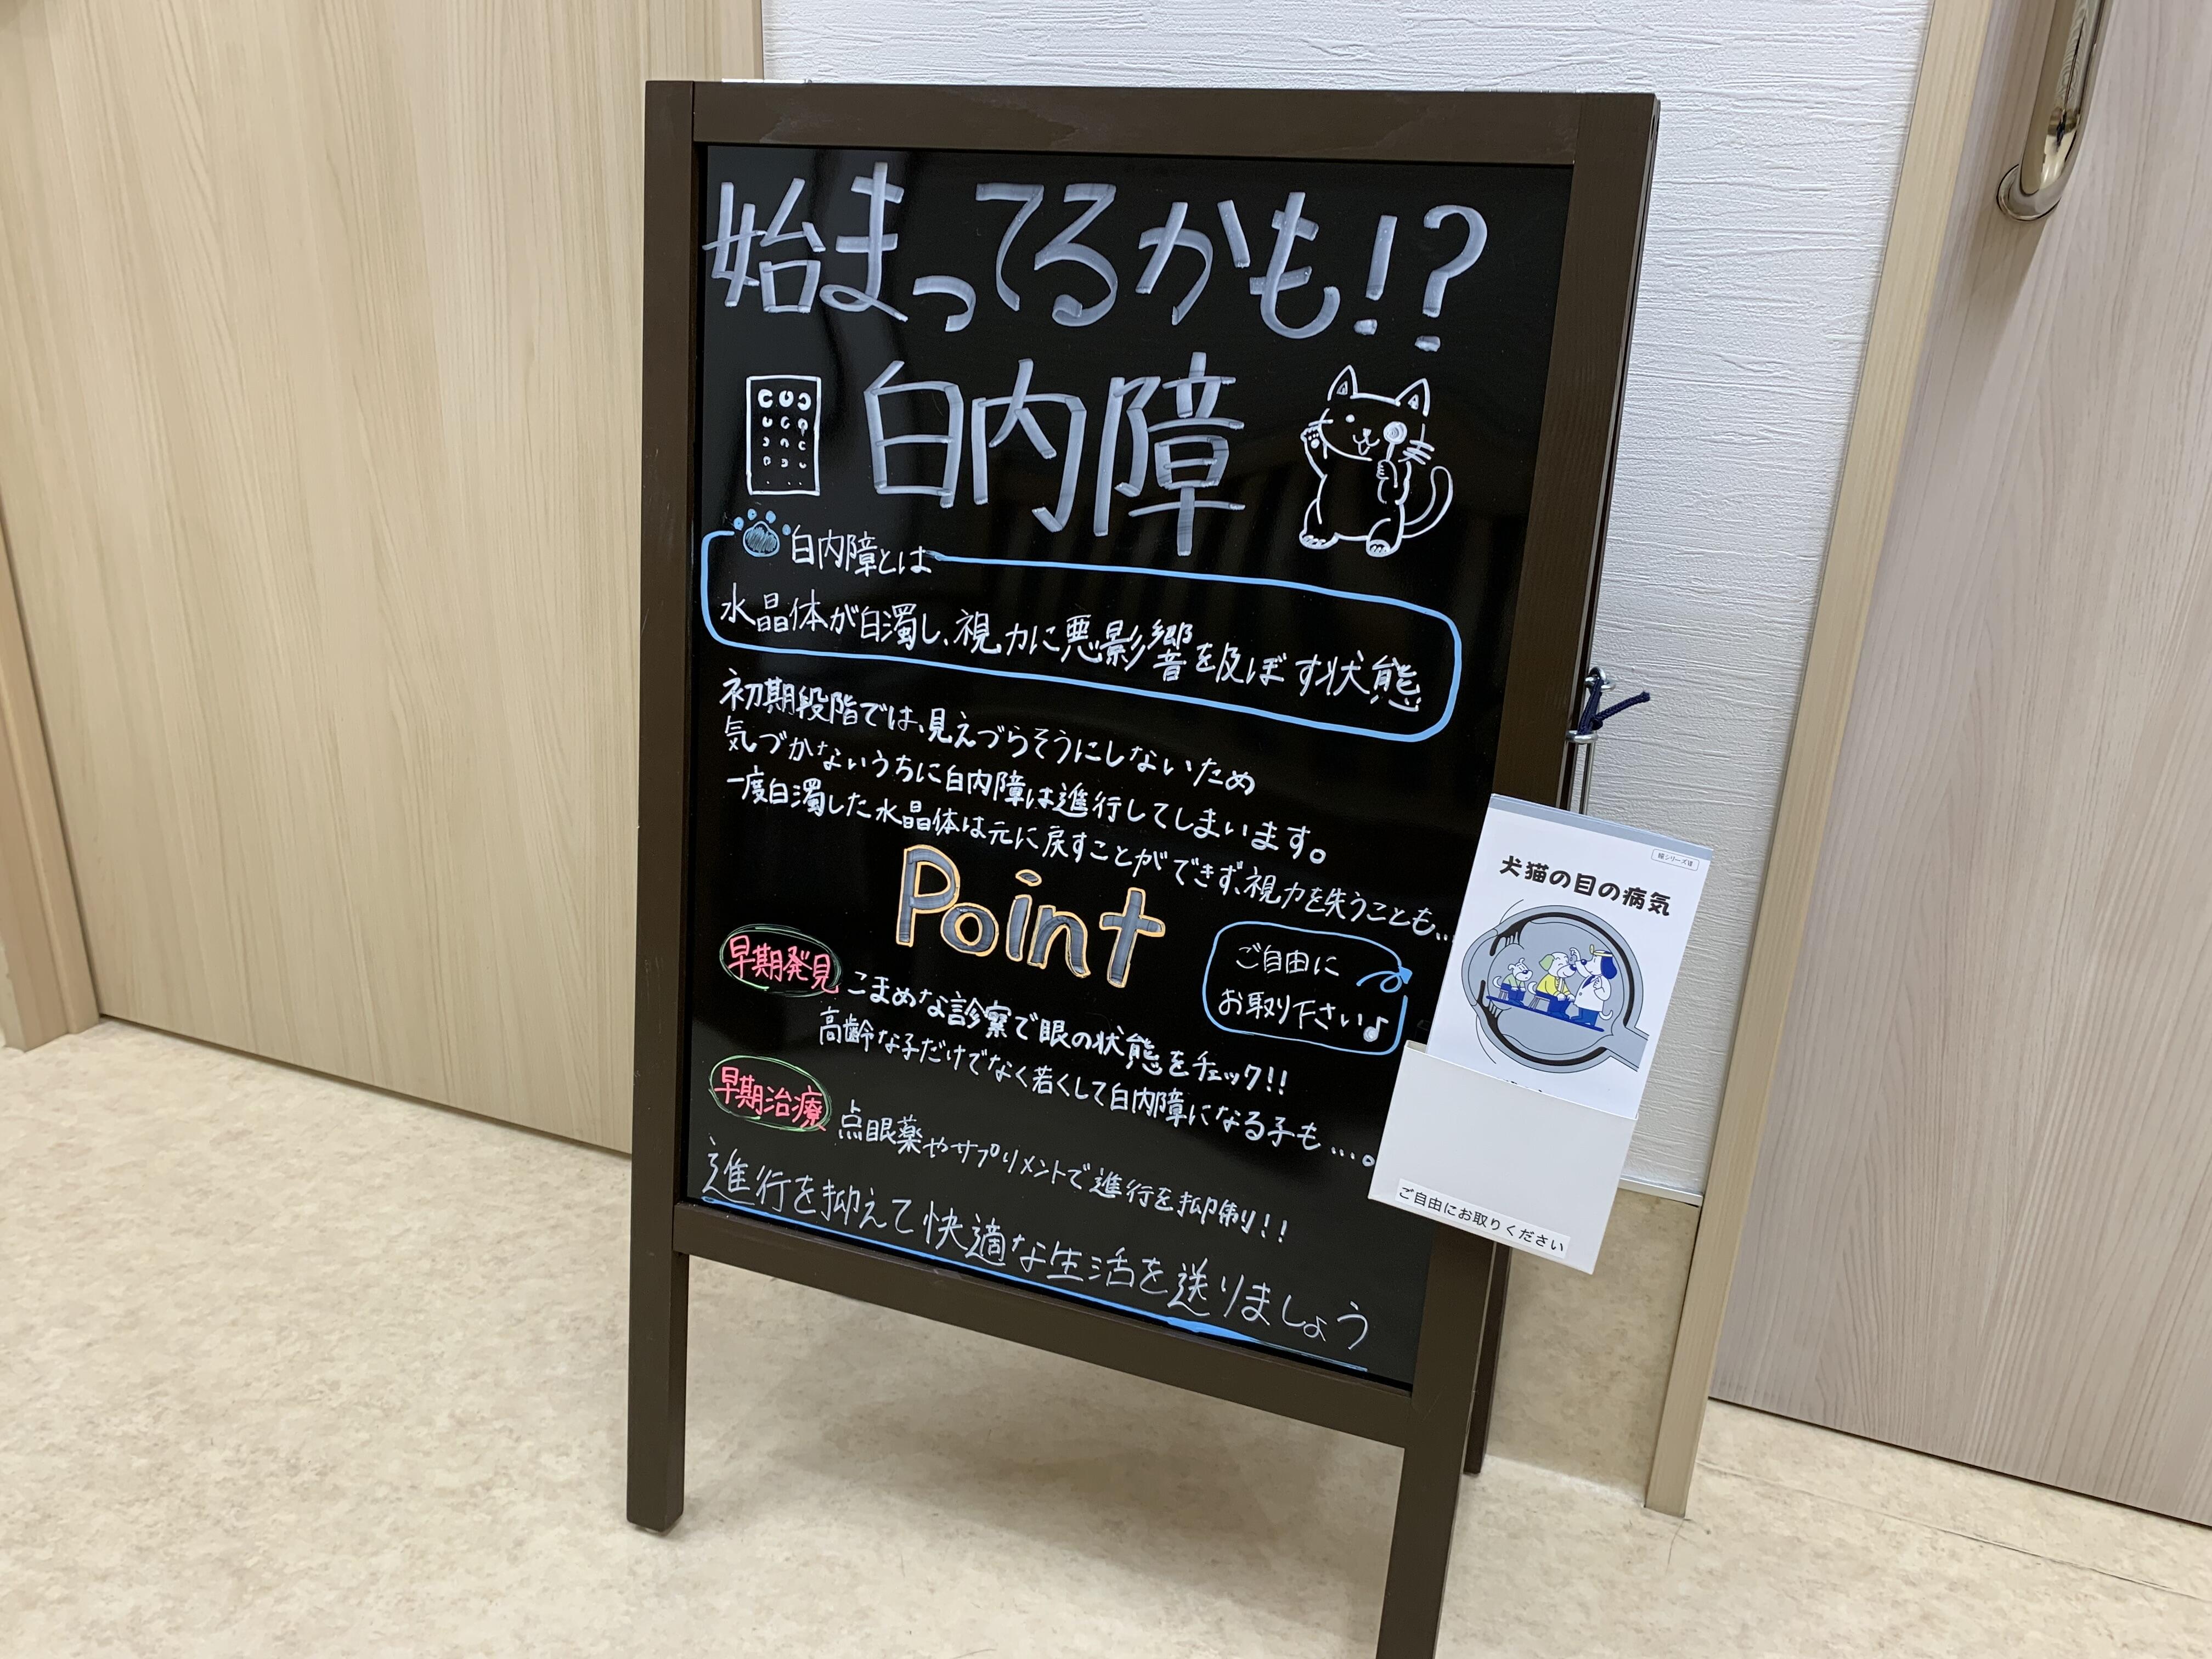 始まってるかも!?
白内障
白内障とは
水晶体が白濁し、視力に悪影響を及ぼす状態
初期段階では、見えづらそうにしないため
気づかないうちに白内障は進行してしまいます。
一度白濁した水晶体は元に戻すことができず、視力を失うことも...
Point
ご自由に
お取り下さい♪
早期発見 こまめな診察で眼の状態をチェック!!
高齢な子だけでなく若くして白内障になる子も....。
早期治療 点眼薬やサプリメントで進行を抑制!!
進行を抑えて快適な生活を送りましょう
犬猫の目の病気
ご自由にお取りください